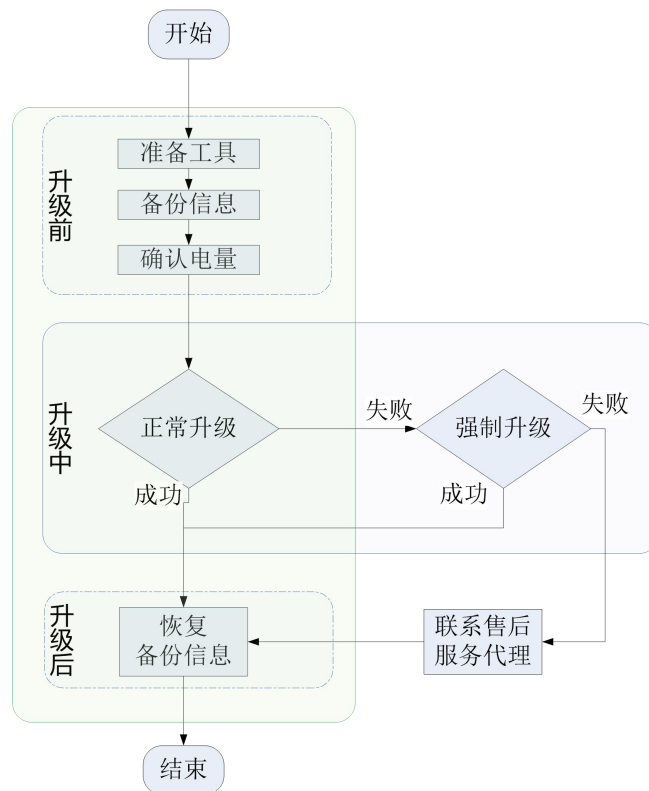 开始
升级前
准备工具
备份信息
确认电量
升级中
正常升级
失败
强制升级
失败
成功
成功
升级后
恢复
备份信息
联系售后
服务代理
结束